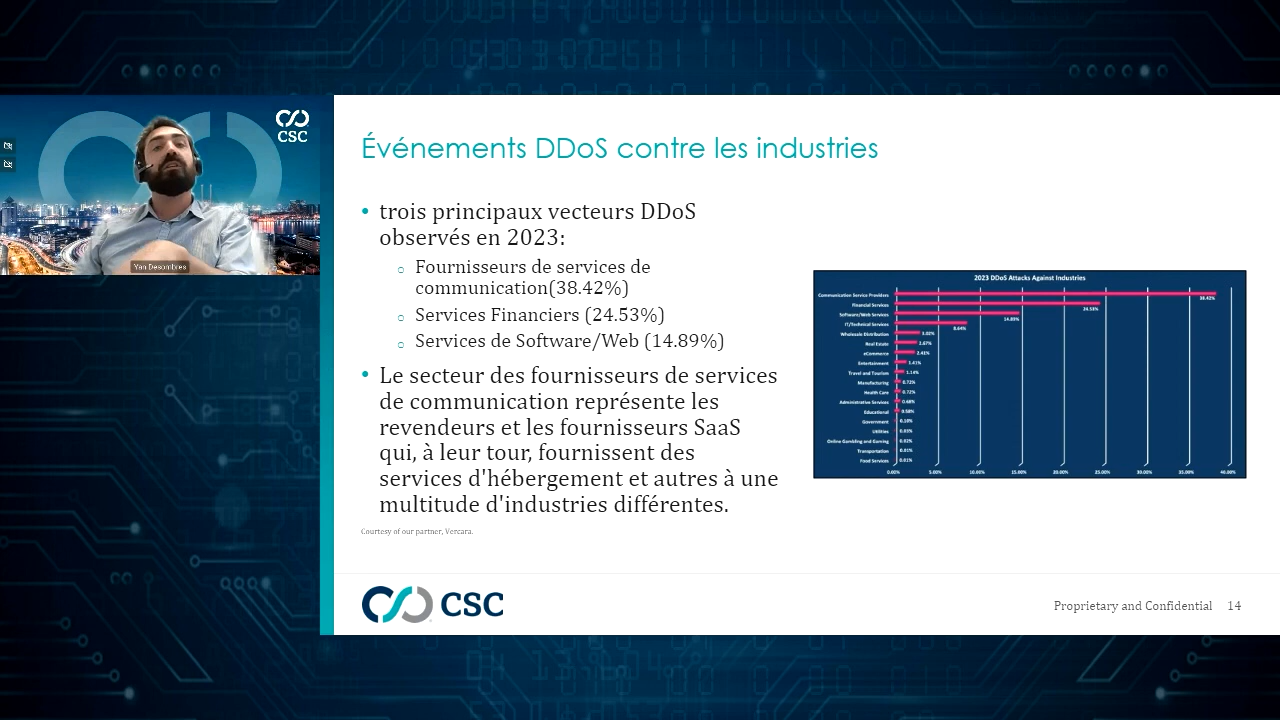 CSC
Yan Desombres
Événements DDoS contre les industries
• trois principaux vecteurs DDoS
observés en 2023:
o Fournisseurs de services de
communication(38.42%)
o Services Financiers (24.53%)
o Services de Software/Web (14.89%)
• Le secteur des fournisseurs de services
de communication représente les
revendeurs et les fournisseurs SaaS
qui, à leur tour, fournissent des
services d'hébergement et autres à une
multitude d'industries différentes.
Courtesy of our partner, Vercara.
2023 DDoS Attacks Against Industries
Communication Service Providers 38.42%
Financial Services 24.53%
Software/Web Services 14.89%
IT/Technical Services 8.64%
Wholesale Distribution 3.02%
Real Estate 2.67%
eCommerce 2.41%
Entertainment 1.41%
Travel and Tourism 1.14%
Manufacturing 0.72%
Health Care 0.72%
Administrative Services 0.68%
Educational 0.58%
Government 0.10%
Utilities 0.03%
Online Gambling and Gaming 0.02%
Transportation 0.01%
Food Services 0.01%
0.00% 5.00% 10.00% 15.00% 20.00% 25.00% 30.00% 35.00% 40.00%
CSC
Proprietary and Confidential 14